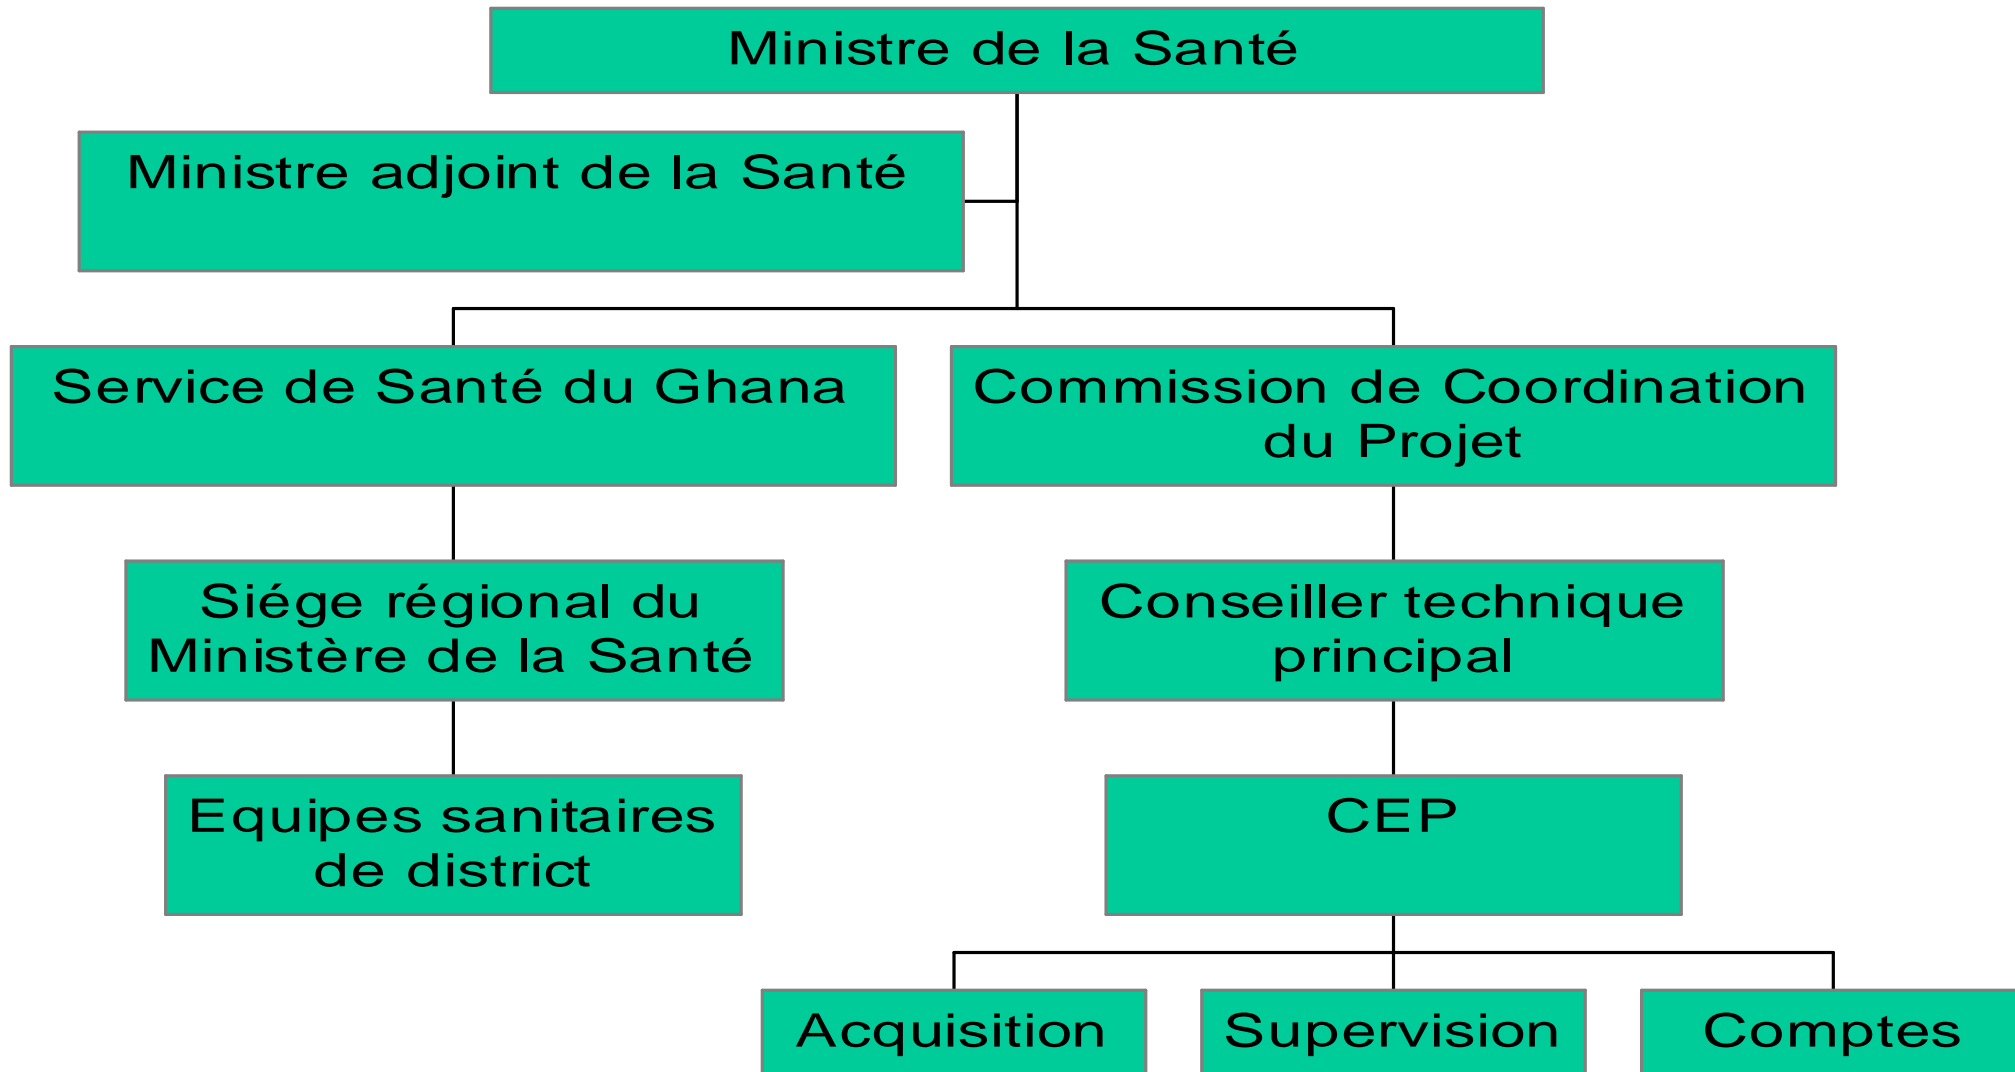 Ministre de la Santé
Ministre adjoint de la Santé
Service de Santé du Ghana
Commission de Coordination
du Projet
Siége régional du
Ministère de la Santé
Conseiller technique
principal
Equipes sanitaires
de district
CEP
Acquisition
Supervision
Comptes